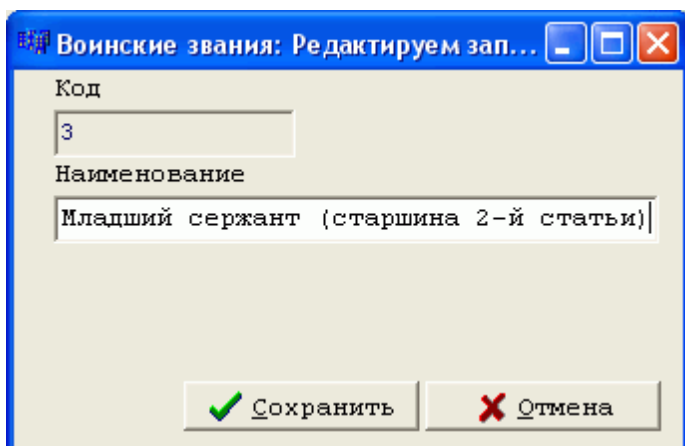 Воинские звания: Редактируем зап...
Код
3
Наименование
Младший сержант (старшина 2-й статьи)
Сохранить
Отмена